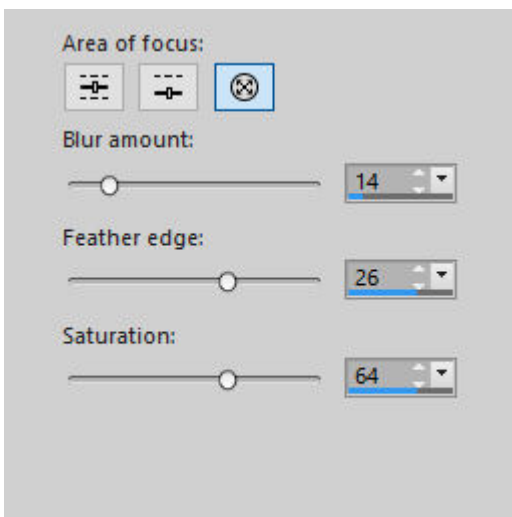 Area of focus:
Blur amount:
14
Feather edge:
26
Saturation:
64